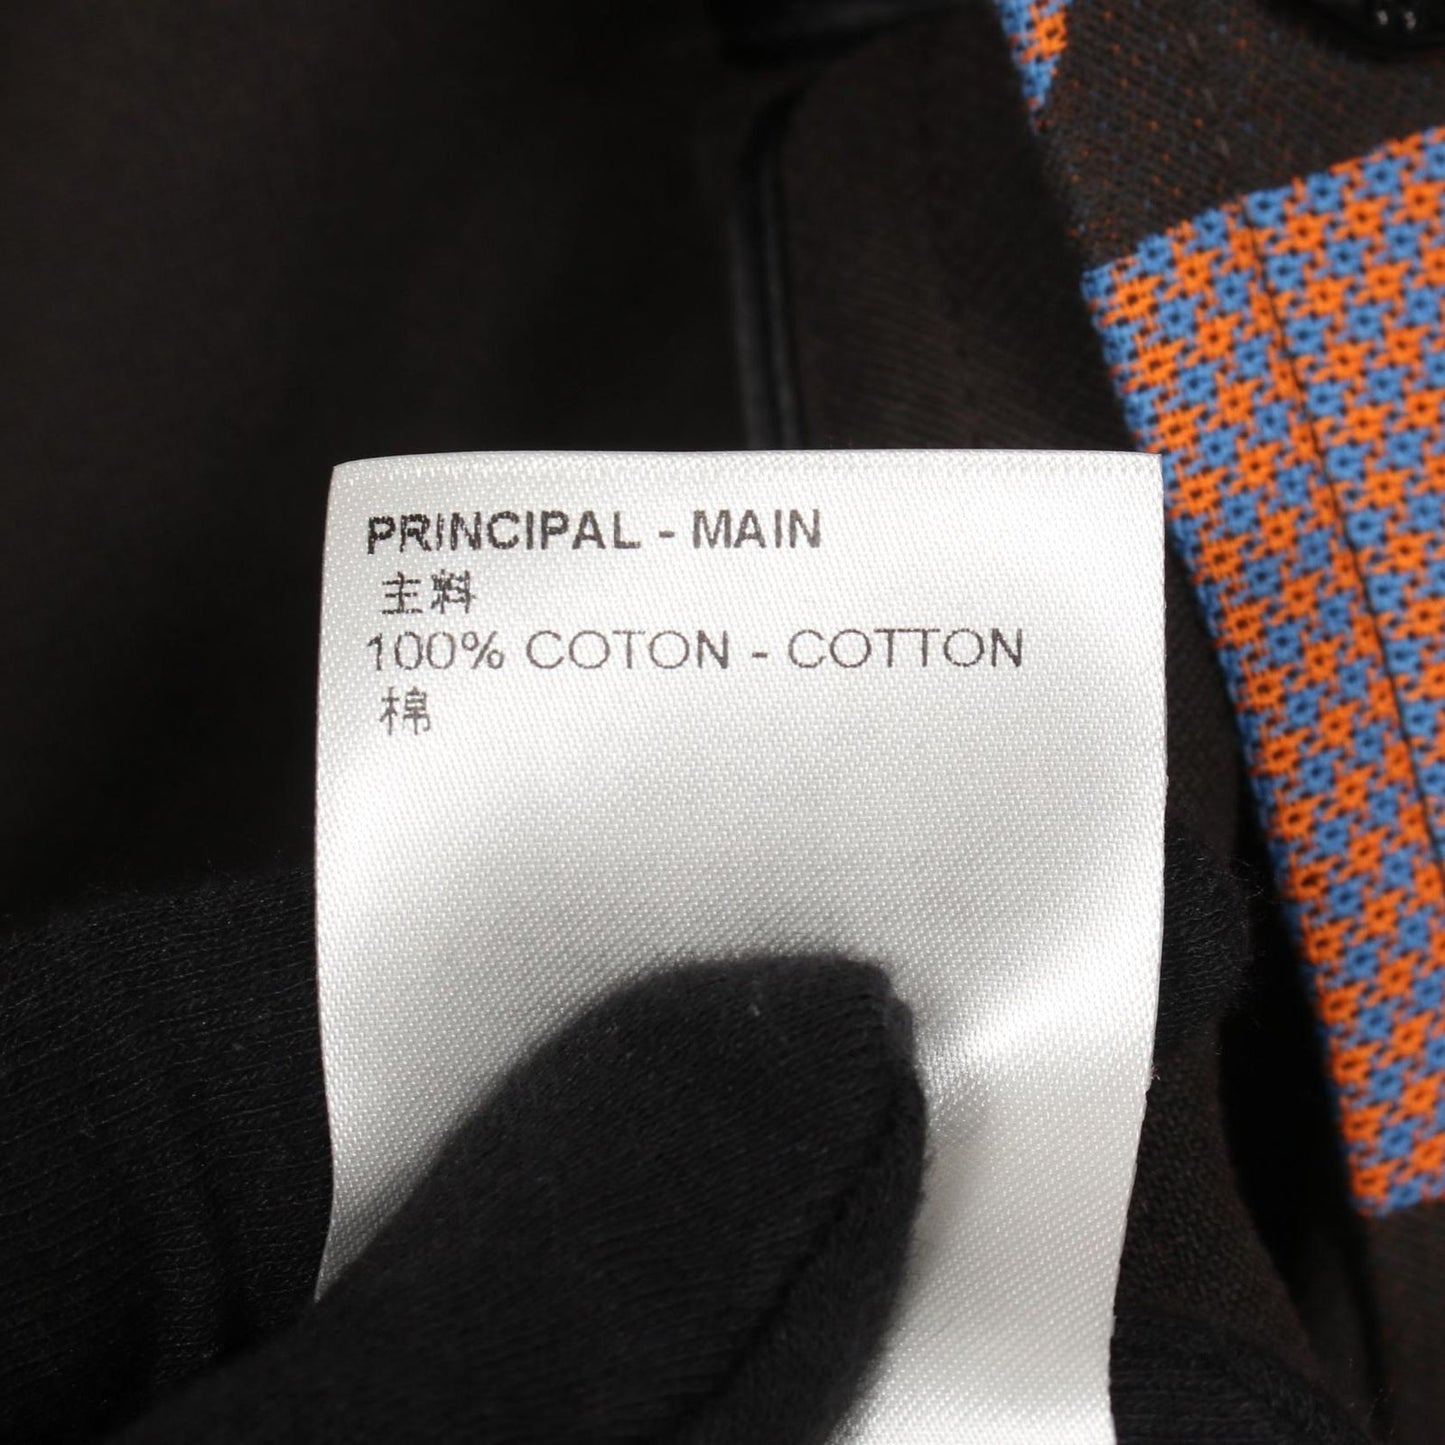 PRINCIPAL - MAIN
主料
100% COTON - COTTON
棉